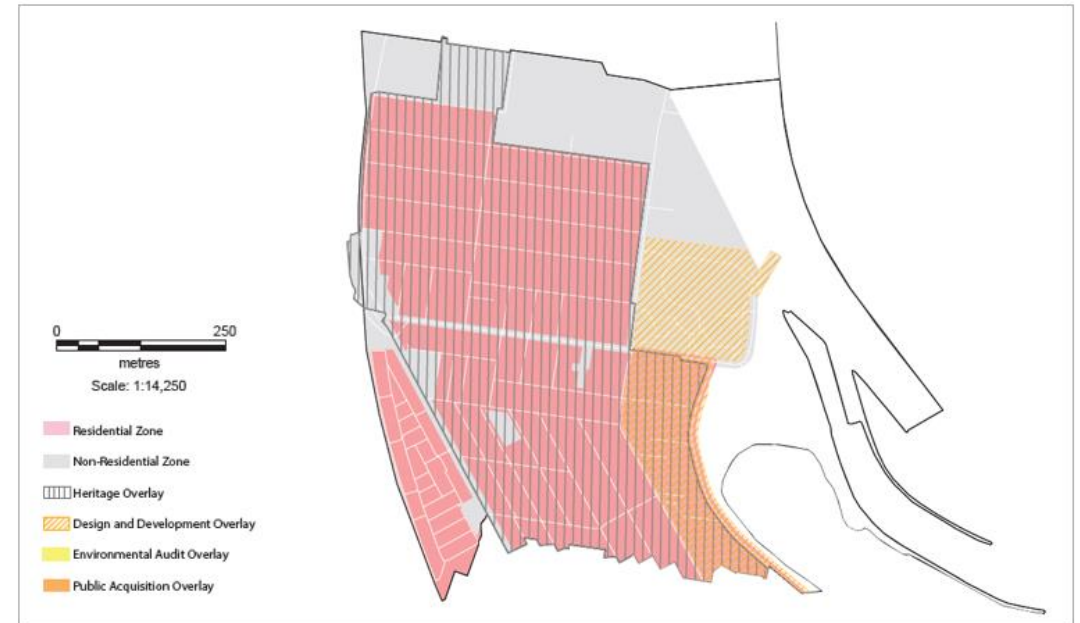 0 250
metres
Scale: 1:14,250
Residential Zone
Non-Residential Zone
Heritage Overlay
Design and Development Overlay
Environmental Audit Overlay
Public Acquisition Overlay